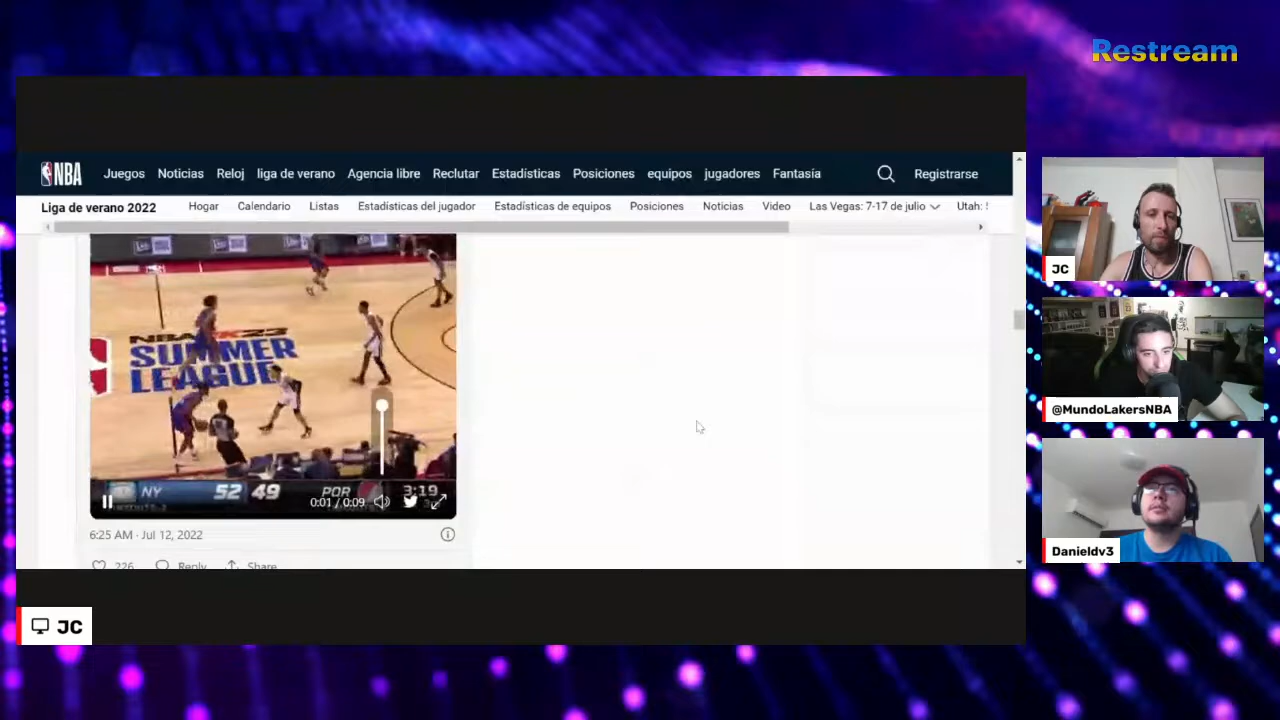 Restream
NBA Juegos Noticias Reloj liga de verano Agencia libre Reclutar Estadísticas Posiciones equipos jugadores Fantasía Registrarse
Liga de verano 2022 Hogar Calendario Listas Estadísticas del jugador Estadísticas de equipos Posiciones Noticias Video Las Vegas: 7-17 de julio Utah:
NBA 2K23
SUMMER
LEAGUE
NY 52 49 POR 3:19
0:01 / 0:09
6:25 AM · Jul 12, 2022
226 Reply Share
JC
JC
@MundoLakersNBA
Danieldv3